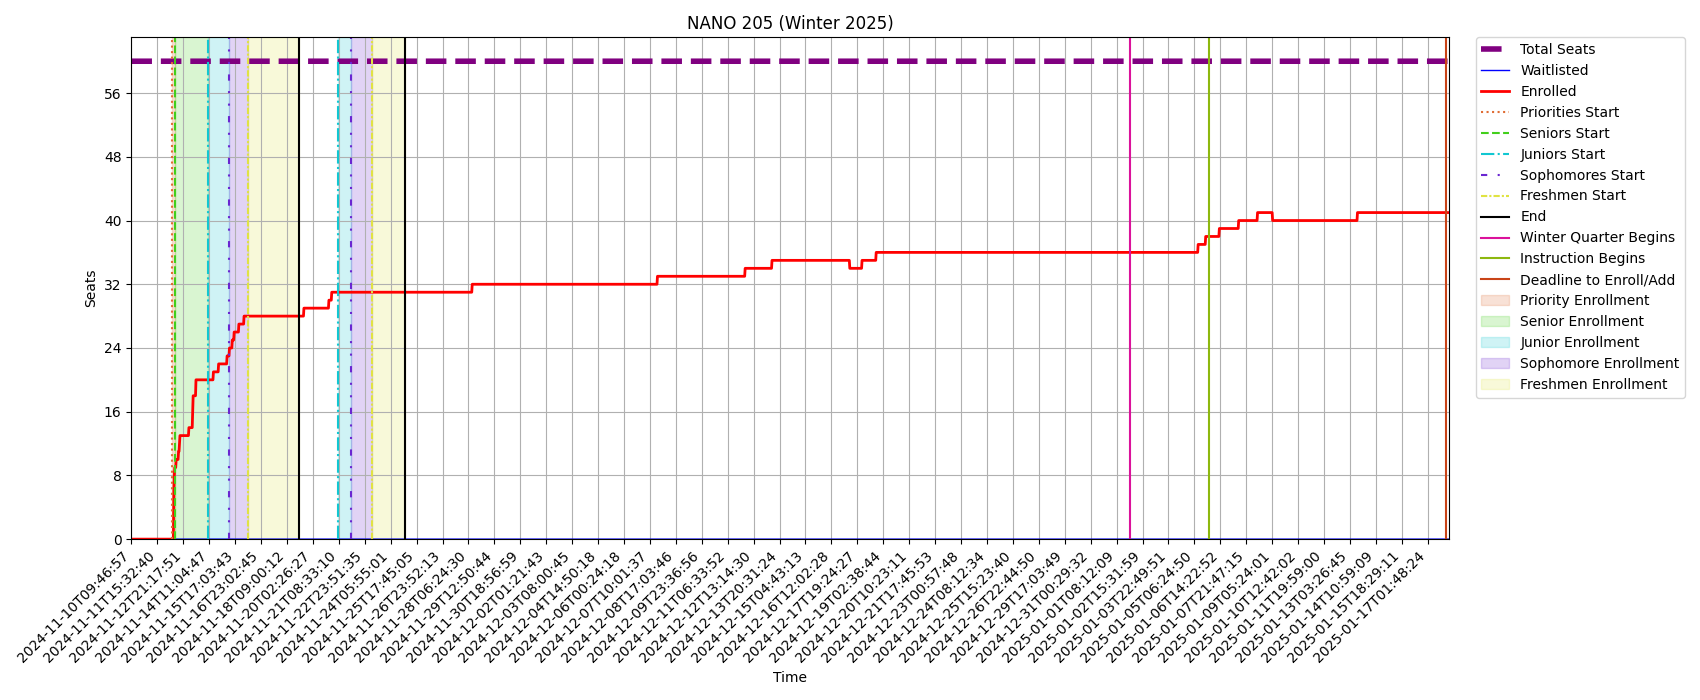 NANO 205 (Winter 2025)
Seats
56
48
40
32
24
16
8
0
2024-11-10T09:46:57
2024-11-11T15:32:40
2024-11-12T21:17:51
2024-11-14T11:04:47
2024-11-15T17:03:43
2024-11-16T23:02:45
2024-11-18T09:00:12
2024-11-20T02:26:27
2024-11-21T08:33:10
2024-11-22T23:51:35
2024-11-24T05:55:01
2024-11-25T17:45:05
2024-11-26T23:52:13
2024-11-28T06:24:30
2024-11-29T12:50:44
2024-11-30T18:56:59
2024-12-02T01:21:43
2024-12-03T08:00:45
2024-12-04T14:50:18
2024-12-06T00:24:18
2024-12-07T10:01:37
2024-12-08T17:03:46
2024-12-09T23:36:56
2024-12-11T06:33:52
2024-12-12T13:14:30
2024-12-13T20:31:24
2024-12-15T04:43:13
2024-12-16T12:02:28
2024-12-17T19:24:27
2024-12-19T02:38:44
2024-12-20T10:23:11
2024-12-21T17:45:53
2024-12-23T00:57:48
2024-12-24T08:12:34
2024-12-25T15:23:40
2024-12-26T22:44:50
2024-12-29T17:03:49
2024-12-31T00:29:32
2025-01-01T08:12:09
2025-01-02T15:31:59
2025-01-03T22:49:51
2025-01-05T06:24:50
2025-01-06T14:22:52
2025-01-07T21:47:15
2025-01-09T05:24:01
2025-01-10T12:42:02
2025-01-11T19:59:00
2025-01-13T03:26:45
2025-01-14T10:59:09
2025-01-15T18:29:11
2025-01-17T01:48:24
Time
Total Seats
Waitlisted
Enrolled
Priorities Start
Seniors Start
Juniors Start
Sophomores Start
Freshmen Start
End
Winter Quarter Begins
Instruction Begins
Deadline to Enroll/Add
Priority Enrollment
Senior Enrollment
Junior Enrollment
Sophomore Enrollment
Freshmen Enrollment